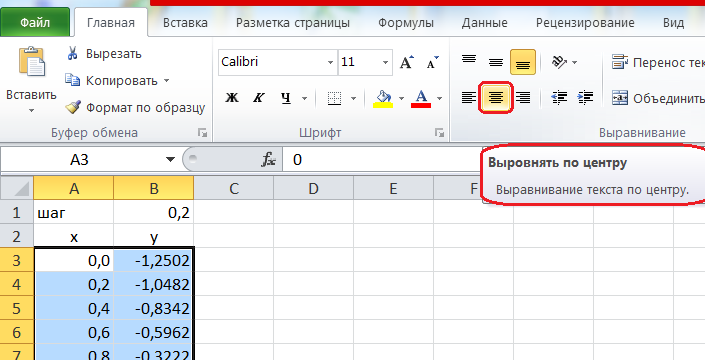 Файл Главная Вставка Разметка страницы Формулы Данные Рецензирование Вид
Вырезать
Копировать
Формат по образцу
Вставить
Буфер обмена
Calibri 11
Ж К Ч
Шрифт
Перенос тек
Объединить
Выравнивание
A3 fx 0
Выровнять по центру
Выравнивание текста по центру.
A B C D E F
1 шаг 0,2
2 x y
3 0,0 -1,2502
4 0,2 -1,0482
5 0,4 -0,8342
6 0,6 -0,5962
7 0,8 -0,3222